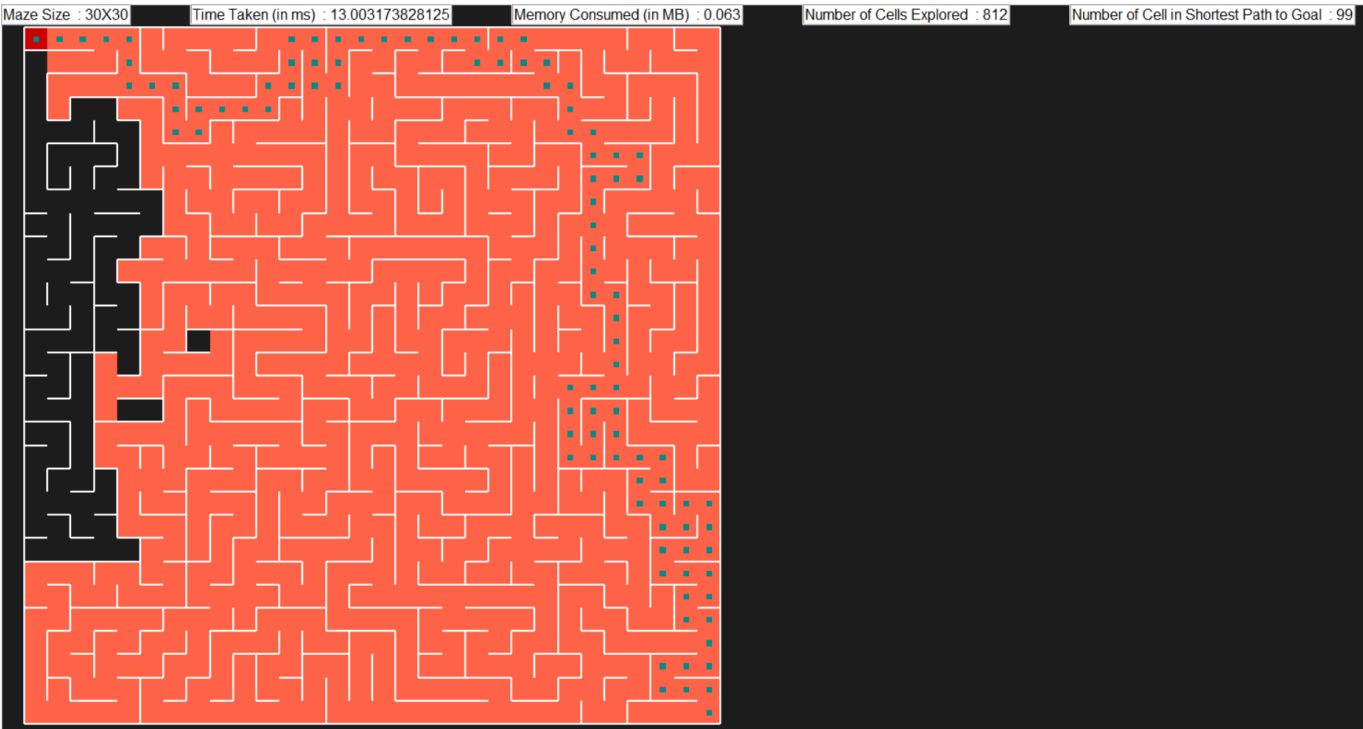 Maze Size : 30X30
Time Taken (in ms) : 13.003173828125
Memory Consumed (in MB) : 0.063
Number of Cells Explored : 812
Number of Cell in Shortest Path to Goal : 99